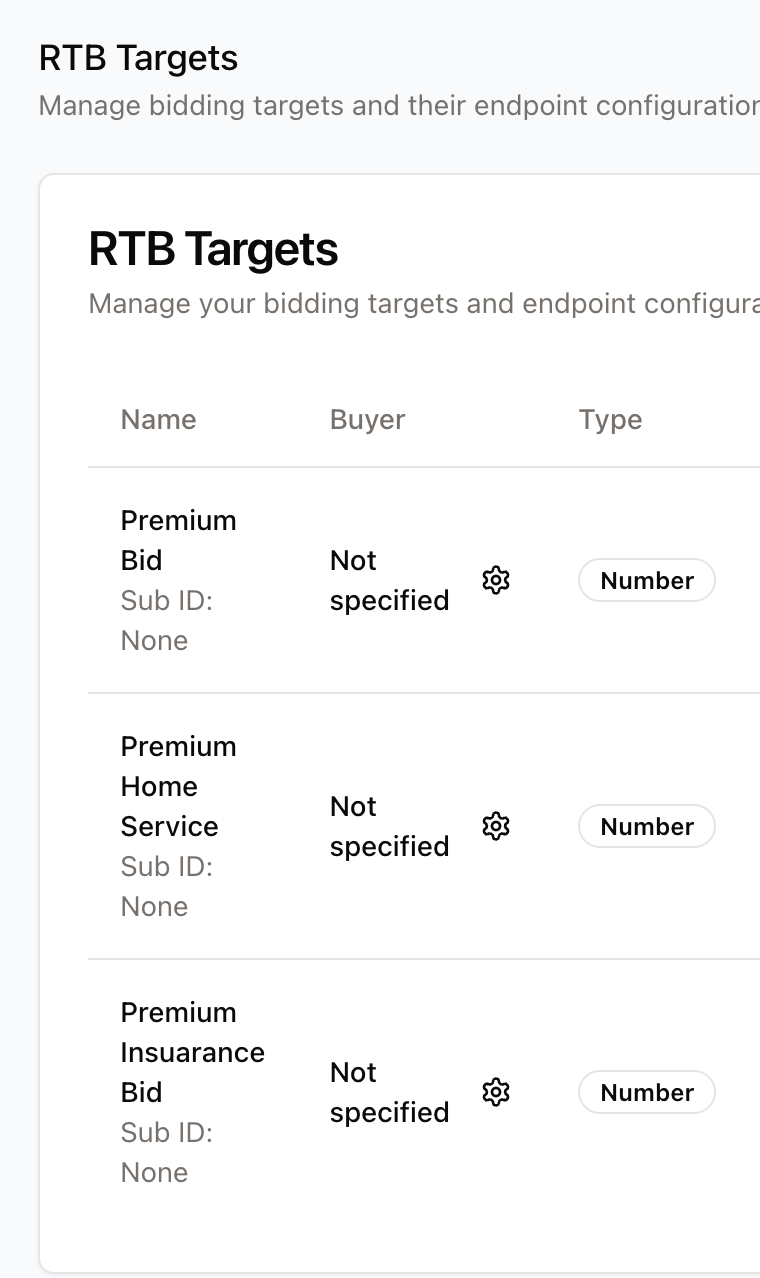 RTB Targets
Manage bidding targets and their endpoint configuration
RTB Targets
Manage your bidding targets and endpoint configura
Name Buyer Type
Premium
Bid
Sub ID:
None
Not
specified
Number
Premium
Home
Service
Sub ID:
None
Not
specified
Number
Premium
Insuarance
Bid
Sub ID:
None
Not
specified
Number